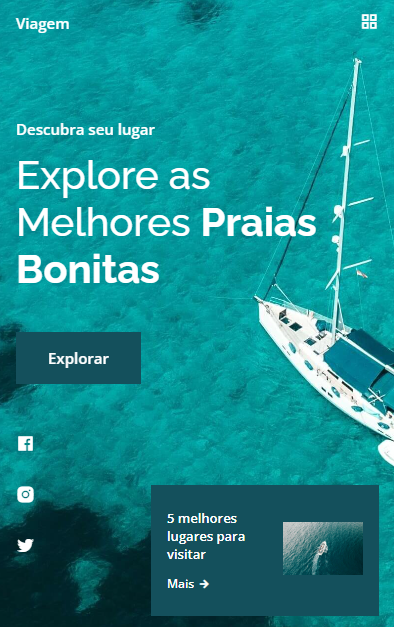 Viagem
Descubra seu lugar
Explore as
Melhores Praias
Bonitas
Explorar
5 melhores
lugares para
visitar
Mais